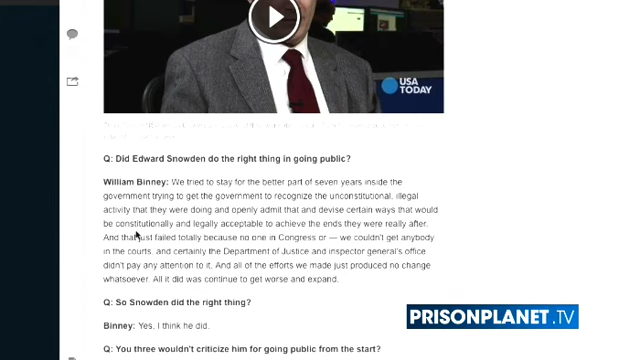 USA
TODAY
Q: Did Edward Snowden do the right thing in going public?
William Binney: We tried to stay for the better part of seven years inside the
government trying to get the government to recognize the unconstitutional, illegal
activity that they were doing and openly admit that and devise certain ways that would
be constitutionally and legally acceptable to achieve the ends they were really after.
And that just failed totally because no one in Congress or — we couldn't get anybody
in the courts, and certainly the Department of Justice and inspector general's office
didn't pay any attention to it. And all of the efforts we made just produced no change
whatsoever. All it did was continue to get worse and expand.
Q: So Snowden did the right thing?
Binney: Yes, I think he did.
Q: You three wouldn't criticize him for going public from the start?
PRISONPLANET.TV